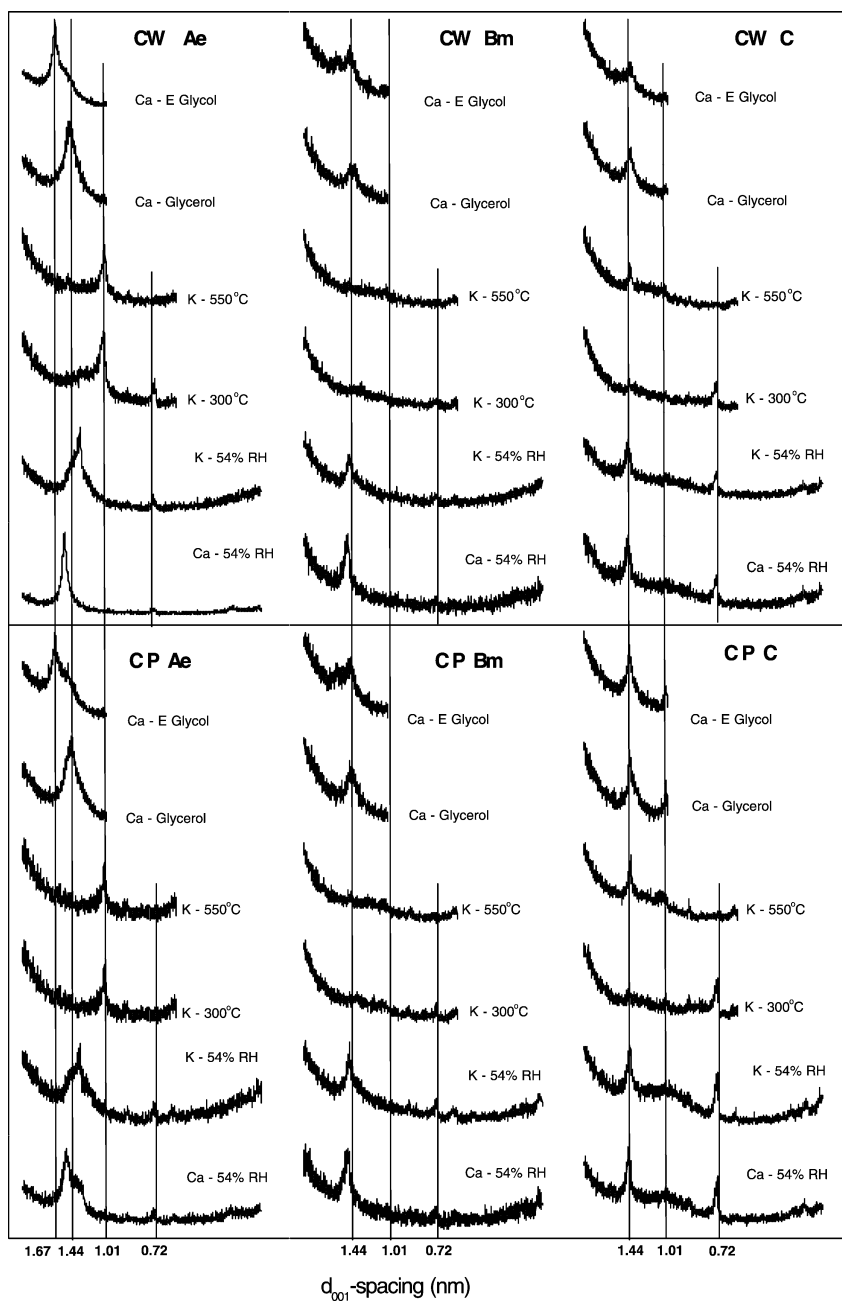 CW Ae
Ca - E Glycol
Ca - Glycerol
K - 550°C
K - 300°C
K - 54% RH
Ca - 54% RH
CW Bm
Ca - E Glycol
Ca - Glycerol
K - 550°C
K - 300°C
K - 54% RH
Ca - 54% RH
CW C
Ca - E Glycol
Ca - Glycerol
K - 550°C
K - 300°C
K - 54% RH
Ca - 54% RH
CP Ae
Ca - E Glycol
Ca - Glycerol
K - 550°C
K - 300°C
K - 54% RH
Ca - 54% RH
CP Bm
Ca - E Glycol
Ca - Glycerol
K - 550°C
K - 300°C
K - 54% RH
Ca - 54% RH
CP C
Ca - E Glycol
Ca - Glycerol
K - 550°C
K - 300°C
K - 54% RH
Ca - 54% RH
1.67 1.44 1.01 0.72 1.44 1.01 0.72 1.44 1.01 0.72
d001-spacing (nm)